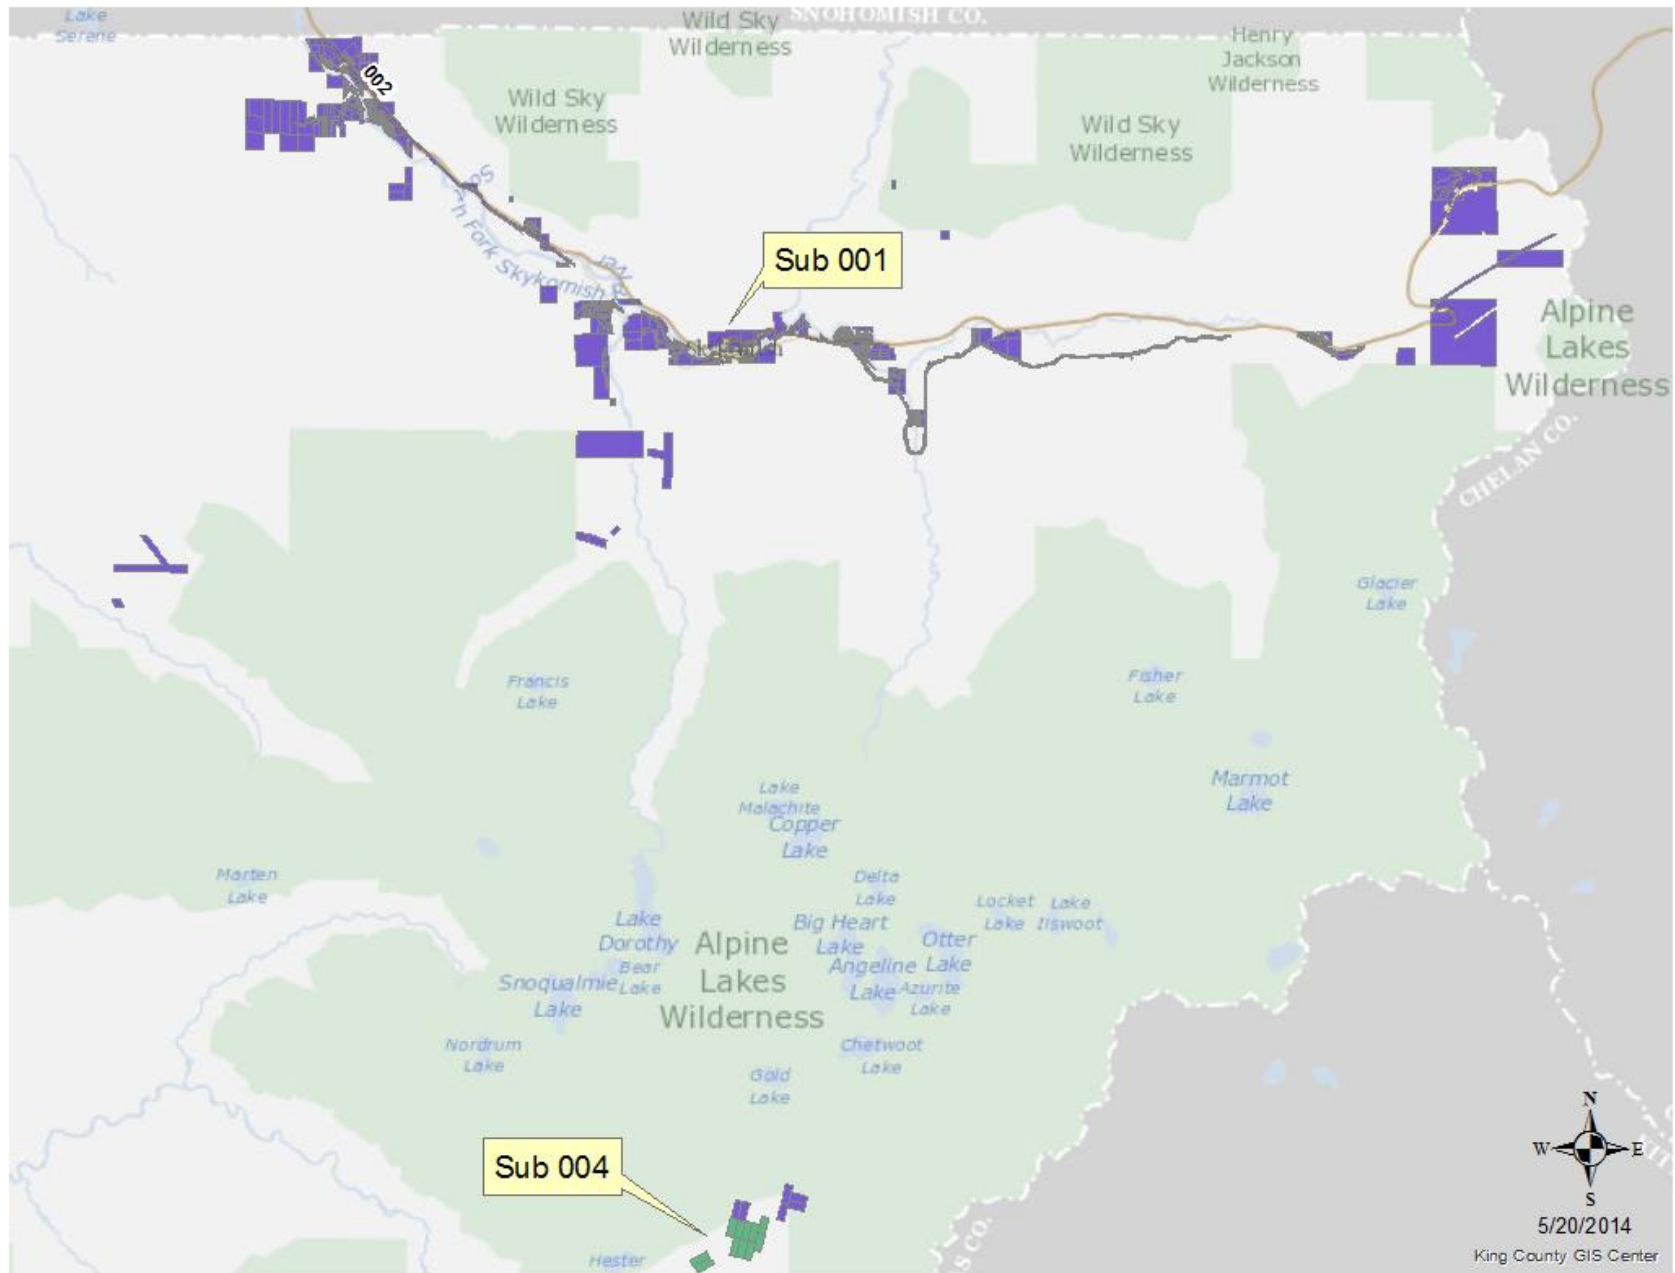 Lake
Serene
SNOHOMISH CO.
Wild Sky
Wilderness
Henry
Jackson
Wilderness
002
Wild Sky
Wilderness
Wild Sky
Wilderness
Fork Skykomish
Sub 001
Alpine
Lakes
Wilderness
CHELAN CO.
Glacier
Lake
Francis
Lake
Fisher
Lake
Marmot
Lake
Lake
Malachite
Copper
Lake
Marten
Lake
Delta
Lake
Locket
Lake
Lake
Ilswoot
Lake
Dorothy
Big Heart
Lake
Otter
Lake
Alpine
Lakes
Wilderness
Bear
Lake
Angeline
Lake
Azurite
Lake
Snoqualmie
Lake
Nordrum
Lake
Chetwoot
Lake
Gold
Lake
Sub 004
Hester
S CO.
N
W E
S
5/20/2014
King County GIS Center